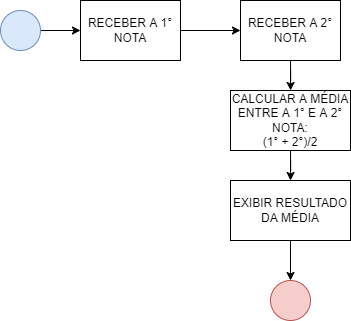 RECEBER A 1°
NOTA
RECEBER A 2°
NOTA
CALCULAR A MÉDIA
ENTRE A 1° E A 2°
NOTA:
(1° + 2°)/2
EXIBIR RESULTADO
DA MÉDIA